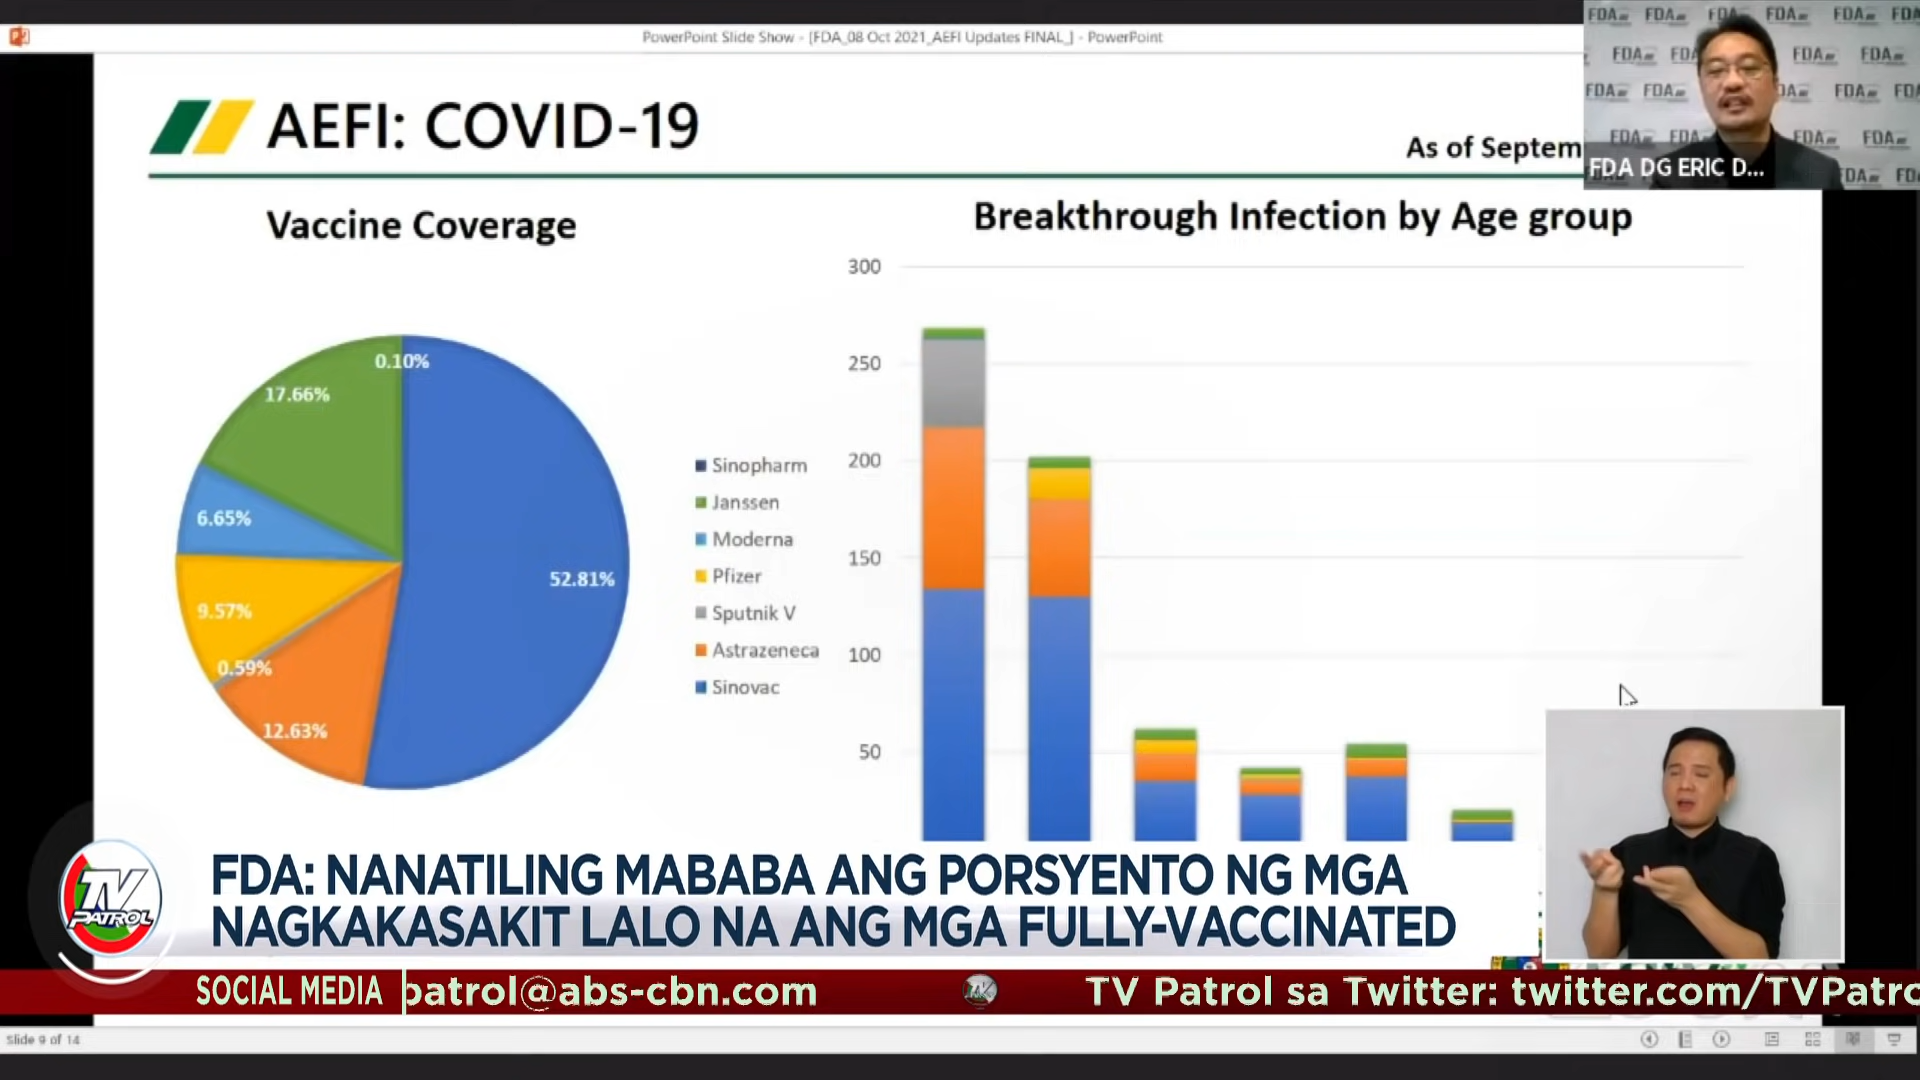 PowerPoint Slide Show - [FDA_08 Oct 2021_AEFI Updates FINAL_] - PowerPoint
AEFI: COVID-19
As of Septem
FDA DG ERIC D...
Vaccine Coverage
0.10%
17.66%
6.65%
9.57%
0.59%
12.63%
52.81%
Sinopharm
Janssen
Moderna
Pfizer
Sputnik V
Astrazeneca
Sinovac
Breakthrough Infection by Age group
300
250
200
150
100
50
TV
PATROL
FDA: NANATILING MABABA ANG PORSYENTO NG MGA
NAGKAKASAKIT LALO NA ANG MGA FULLY-VACCINATED
SOCIAL MEDIA
patrol@abs-cbn.com
TV Patrol sa Twitter: twitter.com/TVPatro
Slide 9 of 14